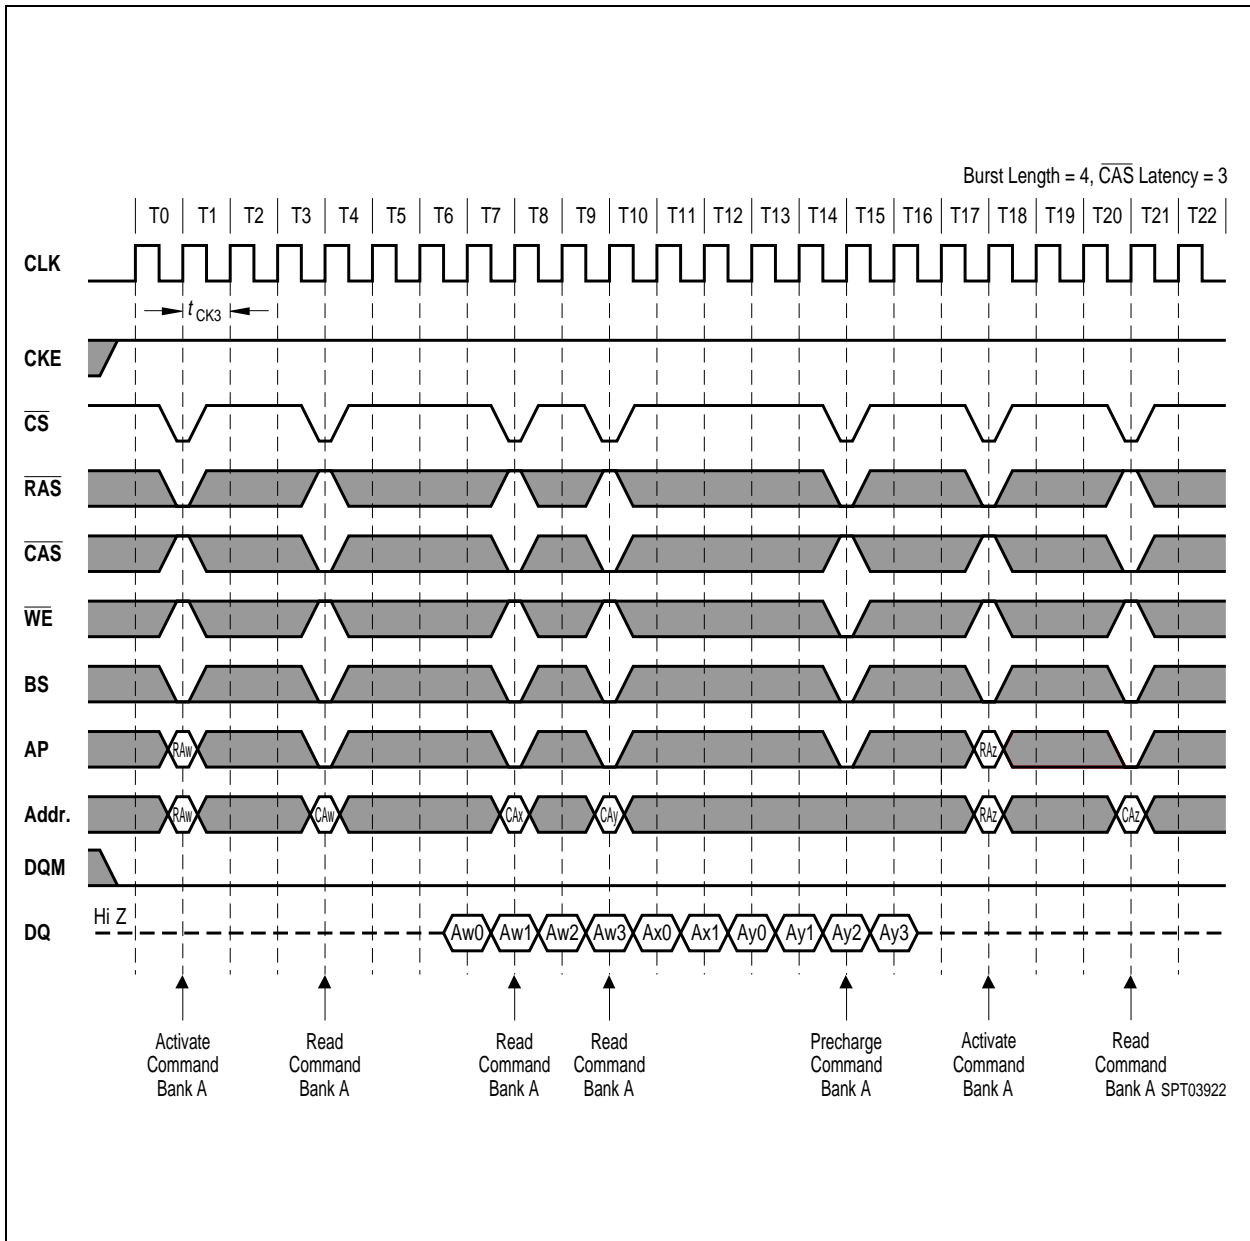 Burst Length = 4, CAS Latency = 3
T0 T1 T2 T3 T4 T5 T6 T7 T8 T9 T10 T11 T12 T13 T14 T15 T16 T17 T18 T19 T20 T21 T22
CLK
t CK3
CKE
CS
RAS
CAS
WE
BS
AP RAw RAz
Addr. RAw CAw CAx CAy RAz CAz
DQM
Hi Z
DQ Aw0 Aw1 Aw2 Aw3 Ax0 Ax1 Ay0 Ay1 Ay2 Ay3
Activate Read Read Read Precharge Activate Read
Command Command Command Command Command Command Command
Bank A Bank A Bank A Bank A Bank A Bank A Bank A SPT03922